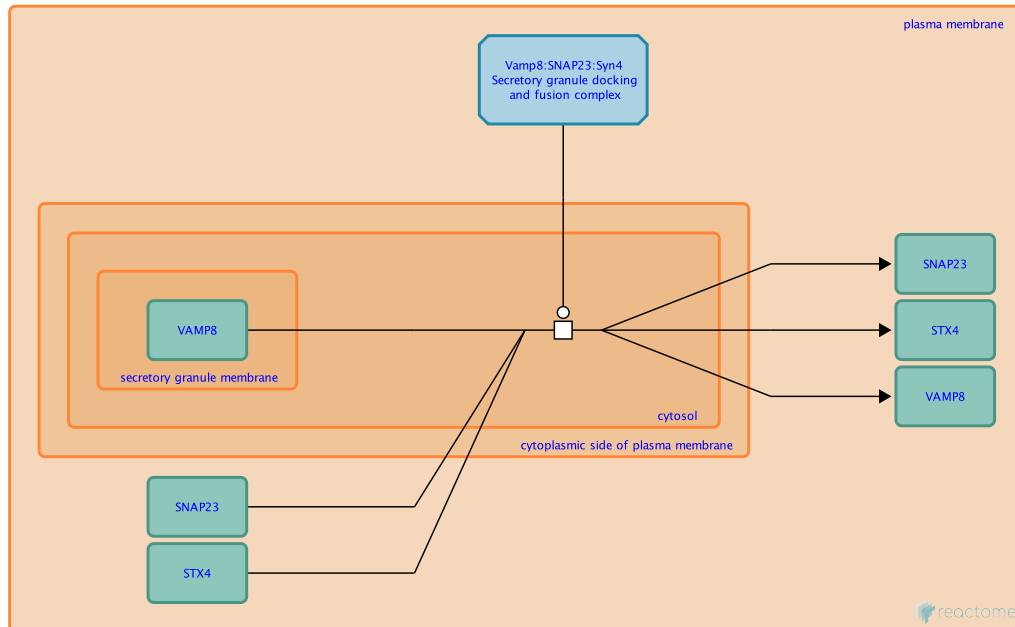 plasma membrane
Vamp8:SNAP23:Syn4
Secretory granule docking
and fusion complex
SNAP23
VAMP8
STX4
secretory granule membrane
VAMP8
cytosol
cytoplasmic side of plasma membrane
SNAP23
STX4
reactome